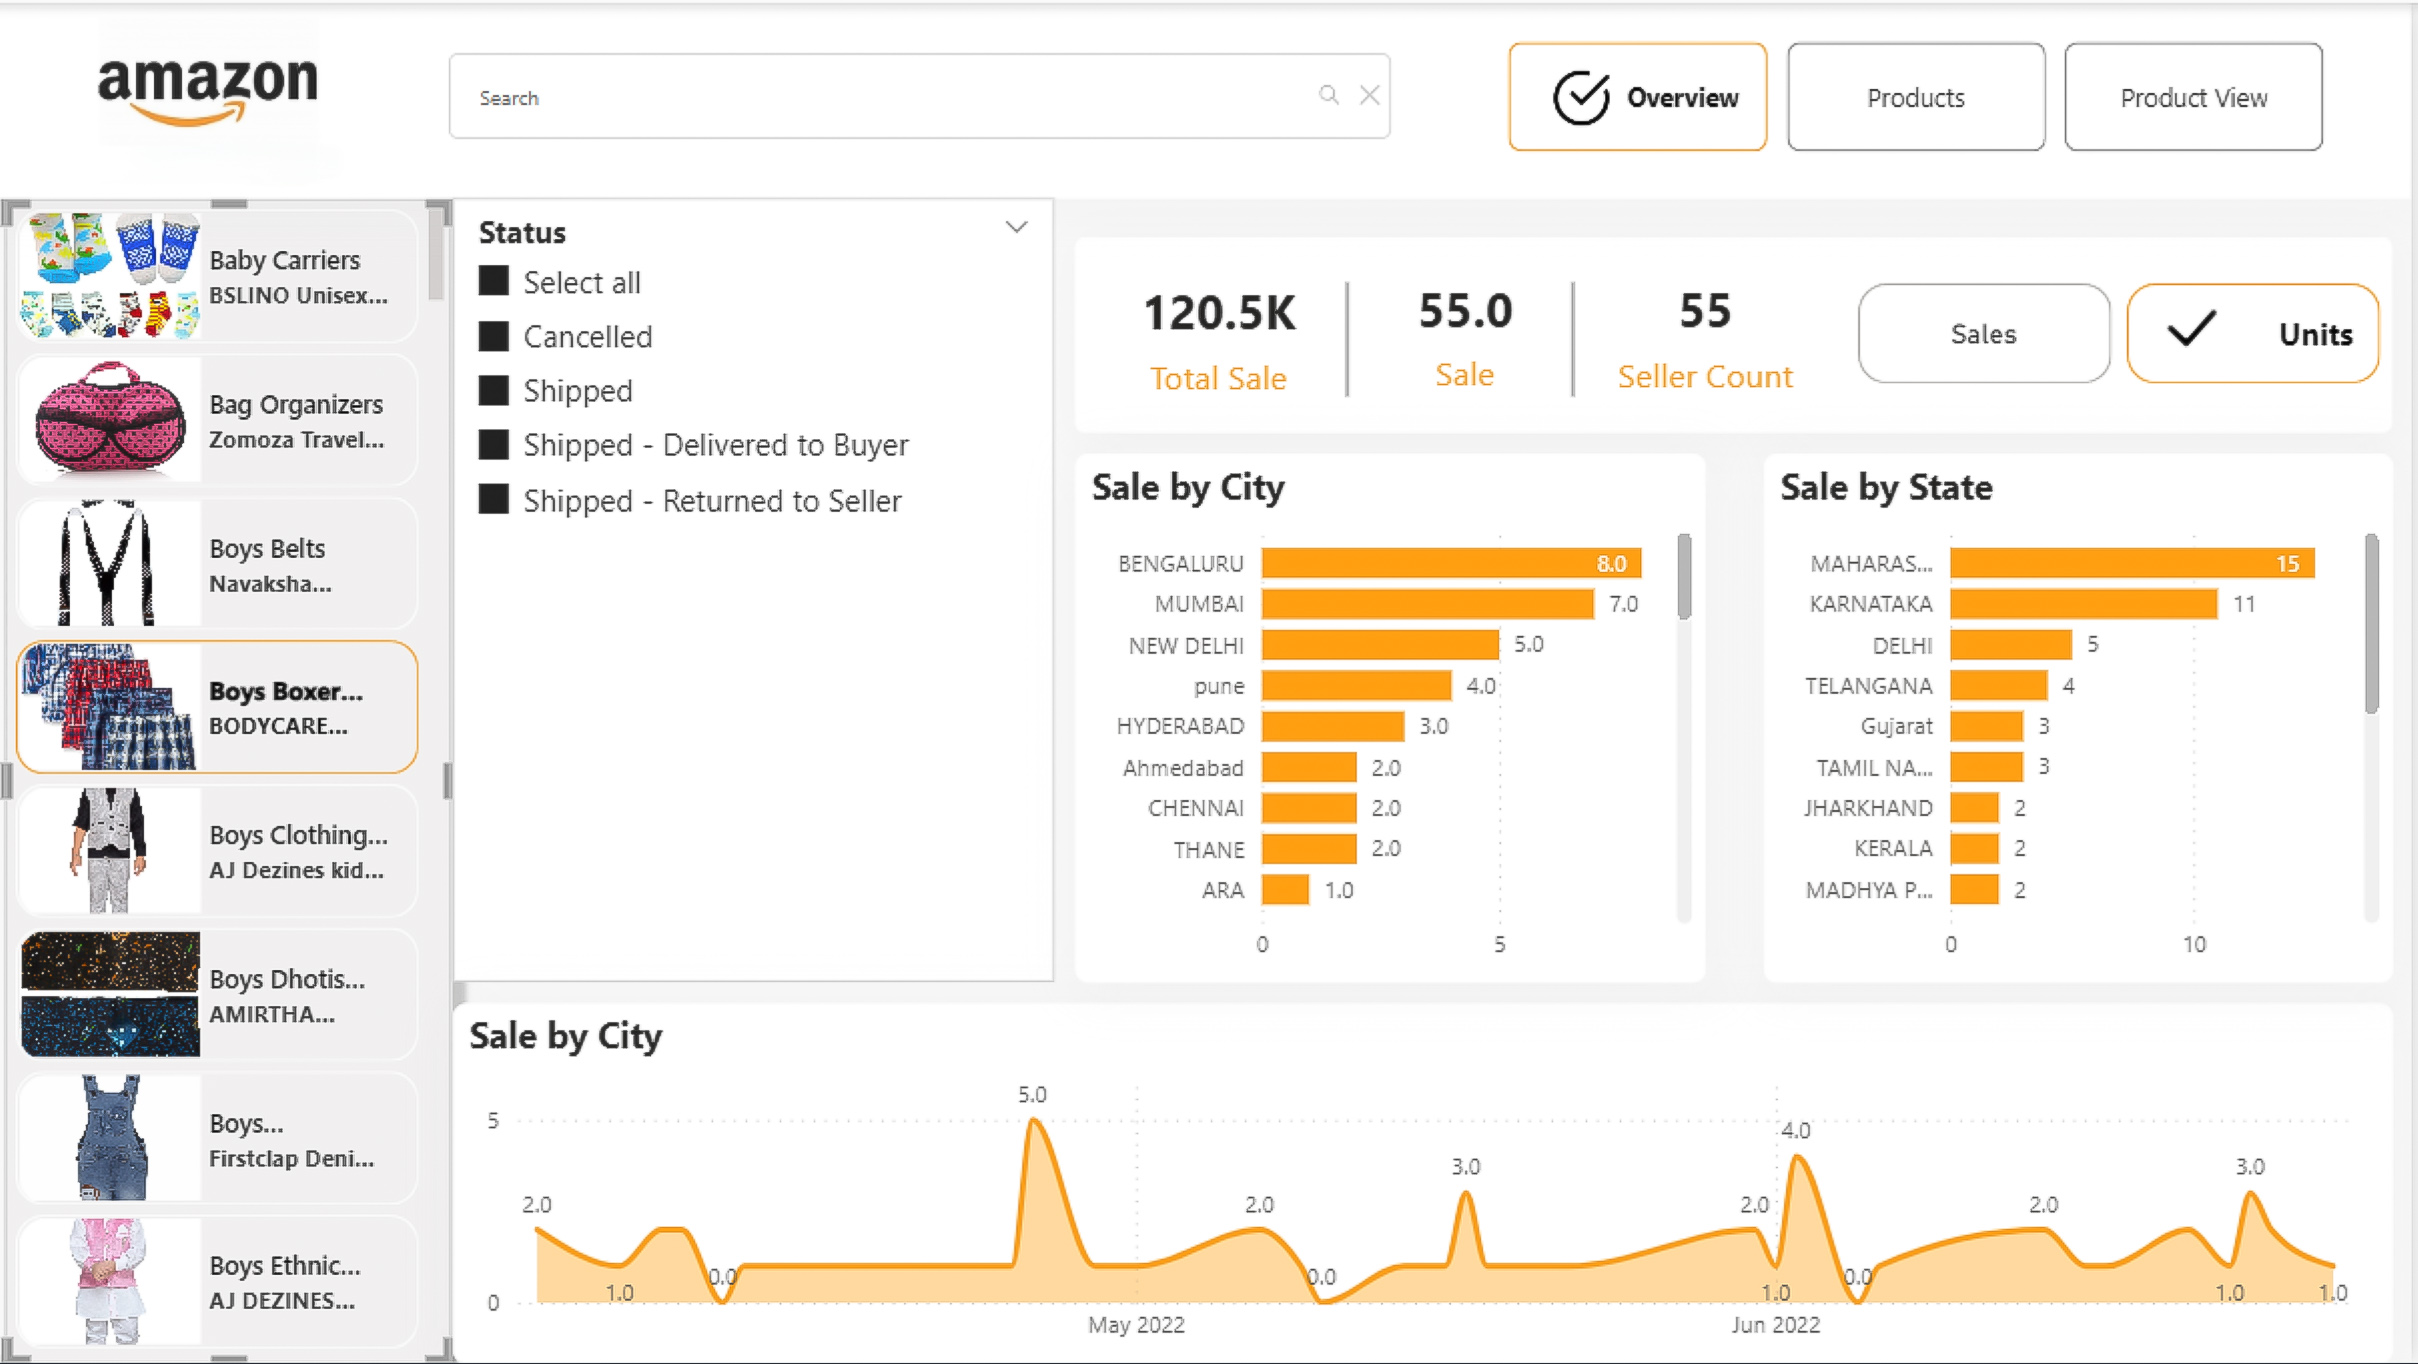 amazon
Search
Overview
Products
Product View
Baby Carriers
BSLINO Unisex...
Bag Organizers
Zomoza Travel...
Boys Belts
Navaksha...
Boys Boxer...
BODYCARE...
Boys Clothing...
AJ Dezines kid...
Boys Dhotis...
AMIRTHA...
Boys...
Firstclap Deni...
Boys Ethnic...
AJ DEZINES...
Status
Select all
Cancelled
Shipped
Shipped - Delivered to Buyer
Shipped - Returned to Seller
120.5K
Total Sale
55.0
Sale
55
Seller Count
Sales
Units
Sale by City
BENGALURU 8.0
MUMBAI 7.0
NEW DELHI 5.0
pune 4.0
HYDERABAD 3.0
Ahmedabad 2.0
CHENNAI 2.0
THANE 2.0
ARA 1.0
0 5
Sale by State
MAHARAS... 15
KARNATAKA 11
DELHI 5
TELANGANA 4
Gujarat 3
TAMIL NA... 3
JHARKHAND 2
KERALA 2
MADHYA P... 2
0 10
Sale by City
5
0
2.0 1.0 0.0 5.0 2.0 0.0 3.0 2.0 1.0 4.0 0.0 2.0 1.0 3.0 1.0
May 2022 Jun 2022